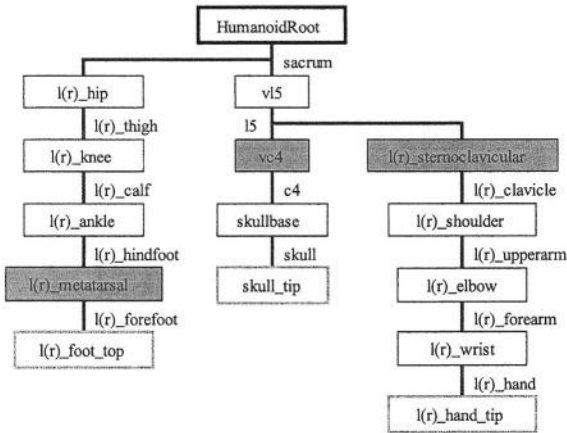 HumanoidRoot
sacrum
l(r)_hip
vl5
l(r)_thigh
l5
l(r)_knee
vc4
l(r)_sternoclavicular
l(r)_calf
c4
l(r)_clavicle
l(r)_ankle
skullbase
l(r)_shoulder
l(r)_hindfoot
skull
l(r)_upperarm
l(r)_metatarsal
skull_tip
l(r)_elbow
l(r)_forefoot
l(r)_forearm
l(r)_foot_top
l(r)_wrist
l(r)_hand
l(r)_hand_tip